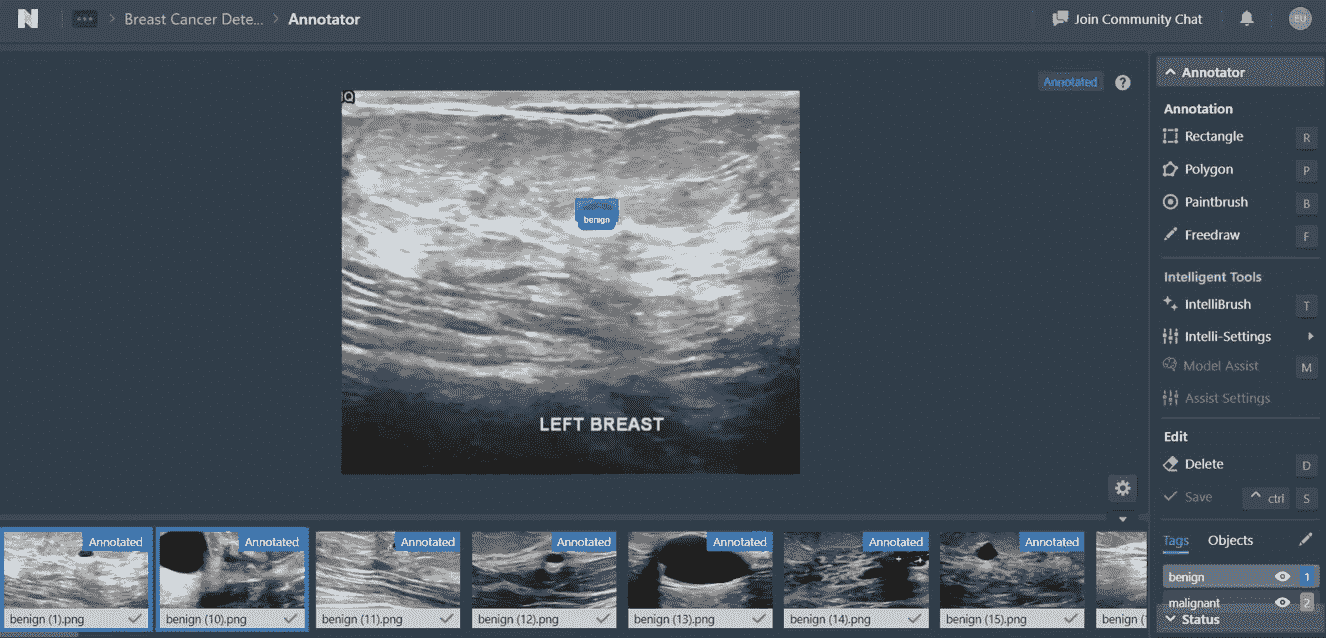 N ... > Breast Cancer Dete... > Annotator
Join Community Chat
EU
Annotated ?
benign
LEFT BREAST
Annotator
Annotation
Rectangle R
Polygon P
Paintbrush B
Freedraw F
Intelligent Tools
IntelliBrush T
Intelli-Settings
Model Assist M
Assist Settings
Edit
Delete D
Save ^ ctrl S
Tags Objects
benign 1
malignant 2
Status
Annotated Annotated Annotated Annotated Annotated Annotated Annotated
benign (1).png benign (10).png benign (11).png benign (12).png benign (13).png benign (14).png benign (15).png benign (1